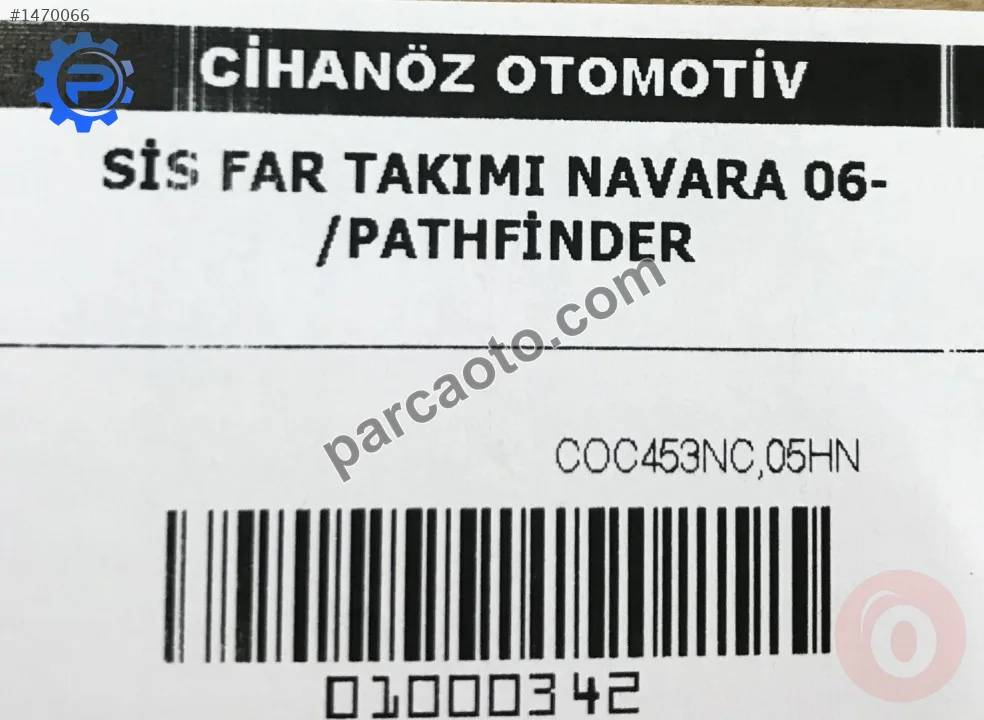 #1470066
CİHANÖZ OTOMOTİV
SİS FAR TAKIMI NAVARA 06-
/PATHFİNDER
parcaoto.com
COC453NC,05HN
01000342